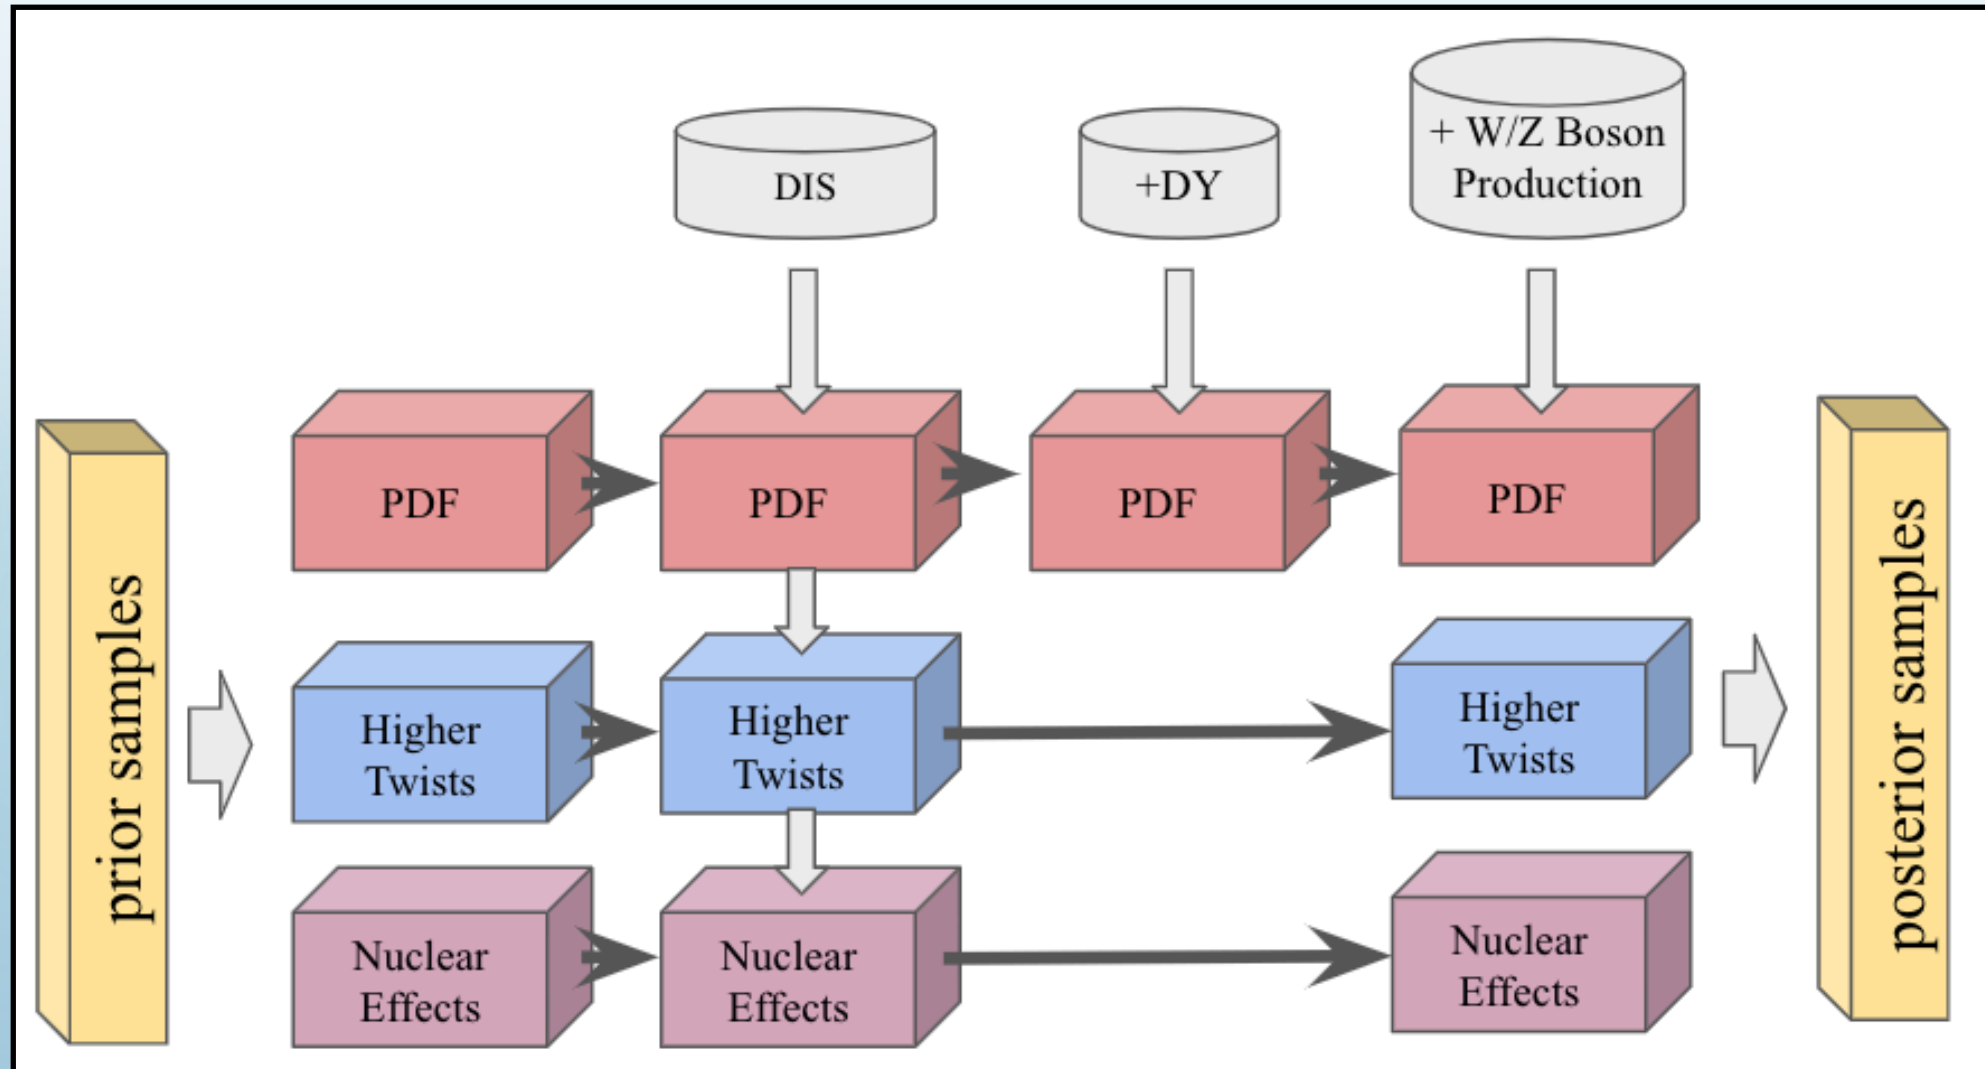 DIS
+DY
+ W/Z Boson
Production
prior samples
PDF
PDF
PDF
PDF
Higher
Twists
Higher
Twists
Higher
Twists
Nuclear
Effects
Nuclear
Effects
Nuclear
Effects
posterior samples